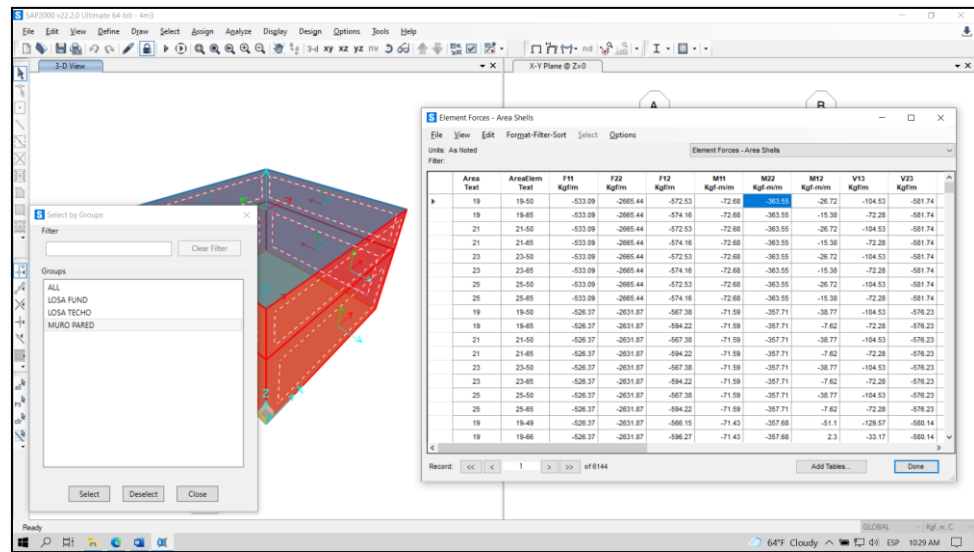 SAP2000 v22.2.0 Ultimate 64-bit - 4m3
File Edit View Define Draw Select Assign Analyze Display Design Options Tools Help
3-d xy xz yz nv nd
3-D View
X-Y Plane @ Z=0
A B
Select by Groups
Filter
Clear Filter
Groups
ALL
LOSA FUND
LOSA TECHO
MURO PARED
Select Deselect Close
Z X
Element Forces - Area Shells
File View Edit Format-Filter-Sort Select Options
Units: As Noted Element Forces - Area Shells
Filter:
Area AreaElem F11 F22 F12 M11 M22 M12 V13 V23
Text Text Kgf/m Kgf/m Kgf/m Kgf-m/m Kgf-m/m Kgf-m/m Kgf/m Kgf/m
19 19-50 -533.09 -2665.44 -572.53 -72.68 -363.55 -26.72 -104.53 -581.74
19 19-65 -533.09 -2665.44 -574.16 -72.68 -363.55 -15.38 -72.28 -581.74
21 21-50 -533.09 -2665.44 -572.53 -72.68 -363.55 -26.72 -104.53 -581.74
21 21-65 -533.09 -2665.44 -574.16 -72.68 -363.55 -15.38 -72.28 -581.74
23 23-50 -533.09 -2665.44 -572.53 -72.68 -363.55 -26.72 -104.53 -581.74
23 23-65 -533.09 -2665.44 -574.16 -72.68 -363.55 -15.38 -72.28 -581.74
25 25-50 -533.09 -2665.44 -572.53 -72.68 -363.55 -26.72 -104.53 -581.74
25 25-65 -533.09 -2665.44 -574.16 -72.68 -363.55 -15.38 -72.28 -581.74
19 19-50 -526.37 -2631.87 -567.38 -71.59 -357.71 -38.77 -104.53 -576.23
19 19-65 -526.37 -2631.87 -594.22 -71.59 -357.71 -7.62 -72.28 -576.23
21 21-50 -526.37 -2631.87 -567.38 -71.59 -357.71 -38.77 -104.53 -576.23
21 21-65 -526.37 -2631.87 -594.22 -71.59 -357.71 -7.62 -72.28 -576.23
23 23-50 -526.37 -2631.87 -567.38 -71.59 -357.71 -38.77 -104.53 -576.23
23 23-65 -526.37 -2631.87 -594.22 -71.59 -357.71 -7.62 -72.28 -576.23
25 25-50 -526.37 -2631.87 -567.38 -71.59 -357.71 -38.77 -104.53 -576.23
25 25-65 -526.37 -2631.87 -594.22 -71.59 -357.71 -7.62 -72.28 -576.23
19 19-49 -526.37 -2631.87 -566.15 -71.43 -357.68 -51.1 -129.57 -580.14
19 19-66 -526.37 -2631.87 -596.27 -71.43 -357.68 2.3 -33.17 -580.14
Record: << < 1 > >> of 6144 Add Tables... Done
all
PS
clr
Ready
GLOBAL Kgf, m, C
64°F Cloudy ESP 10:29 AM